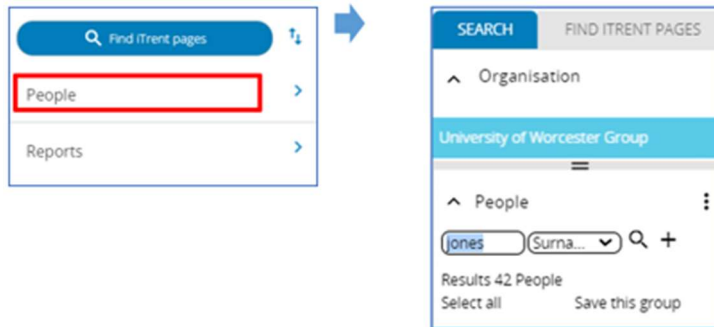 Find iTrent pages
People
Reports
SEARCH FIND ITRENT PAGES
Organisation
University of Worcester Group
People
jones Surna...
Results 42 People
Select all Save this group